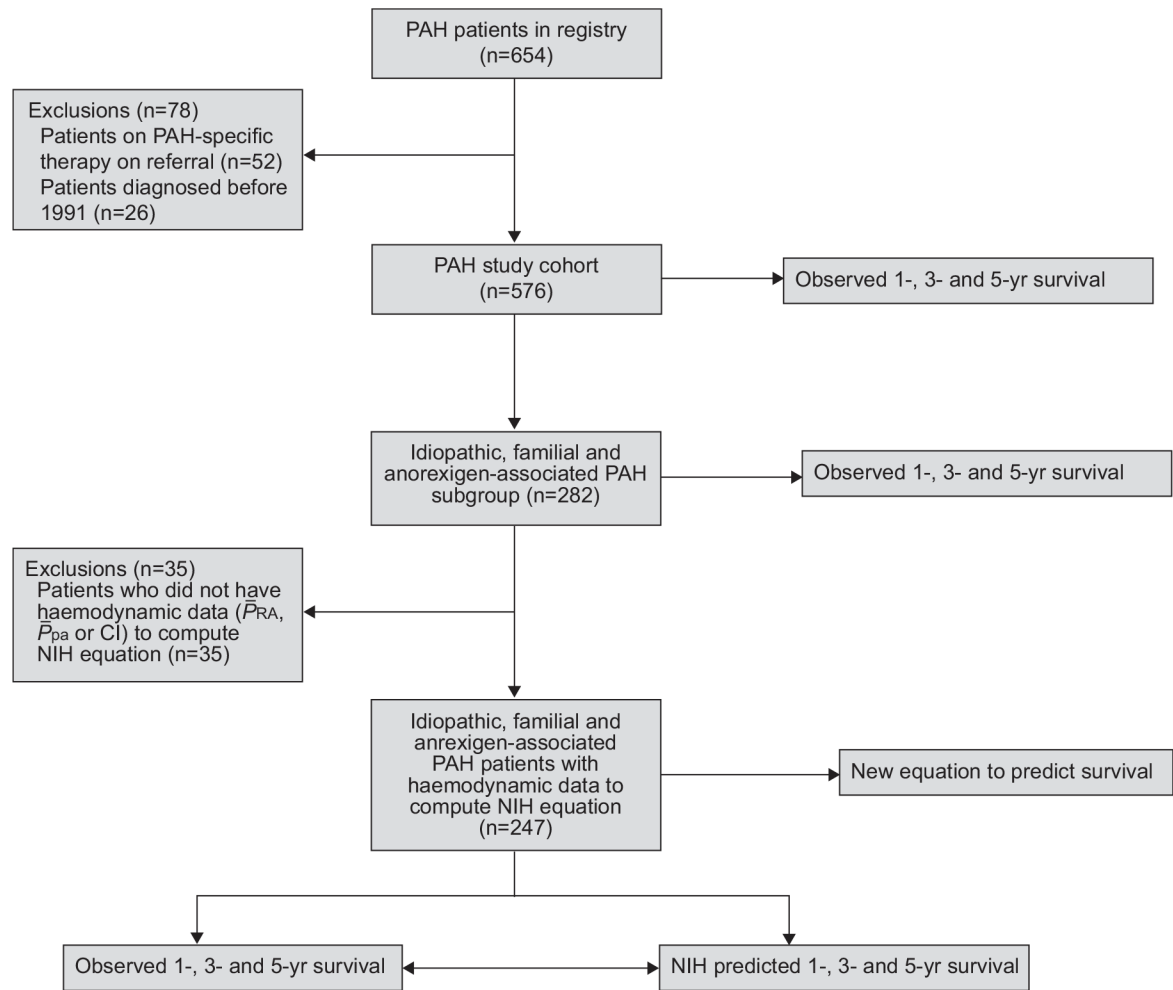 PAH patients in registry
(n=654)
Exclusions (n=78)
Patients on PAH-specific
therapy on referral (n=52)
Patients diagnosed before
1991 (n=26)
PAH study cohort
(n=576)
Observed 1-, 3- and 5-yr survival
Idiopathic, familial and
anorexigen-associated PAH
subgroup (n=282)
Observed 1-, 3- and 5-yr survival
Exclusions (n=35)
Patients who did not have
haemodynamic data (P̄RA,
P̄pa or CI) to compute
NIH equation (n=35)
Idiopathic, familial and
anrexigen-associated
PAH patients with
haemodynamic data to
compute NIH equation
(n=247)
New equation to predict survival
Observed 1-, 3- and 5-yr survival
NIH predicted 1-, 3- and 5-yr survival